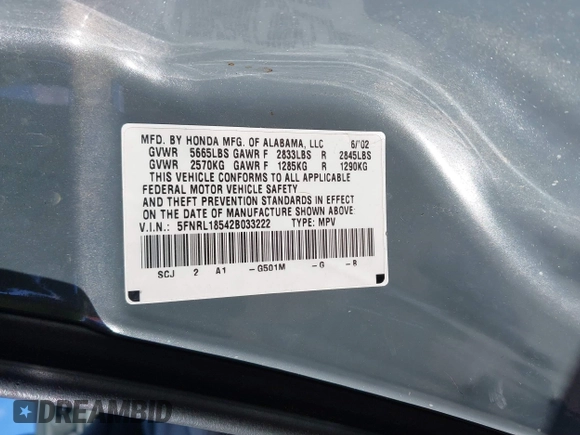 MFD. BY HONDA MFG. OF ALABAMA, LLC 6/02
GVWR 5665LBS GAWR F 2833LBS R 2845LBS
GVWR 2570KG GAWR F 1285KG R 1290KG
THIS VEHICLE CONFORMS TO ALL APPLICABLE
FEDERAL MOTOR VEHICLE SAFETY
AND THEFT PREVENTION STANDARDS IN EFFECT
ON THE DATE OF MANUFACTURE SHOWN ABOVE
V.I.N.: 5FNRL18542B033222 TYPE: MPV
SCJ 2 A1 -G501M -G -B
DREAMBID